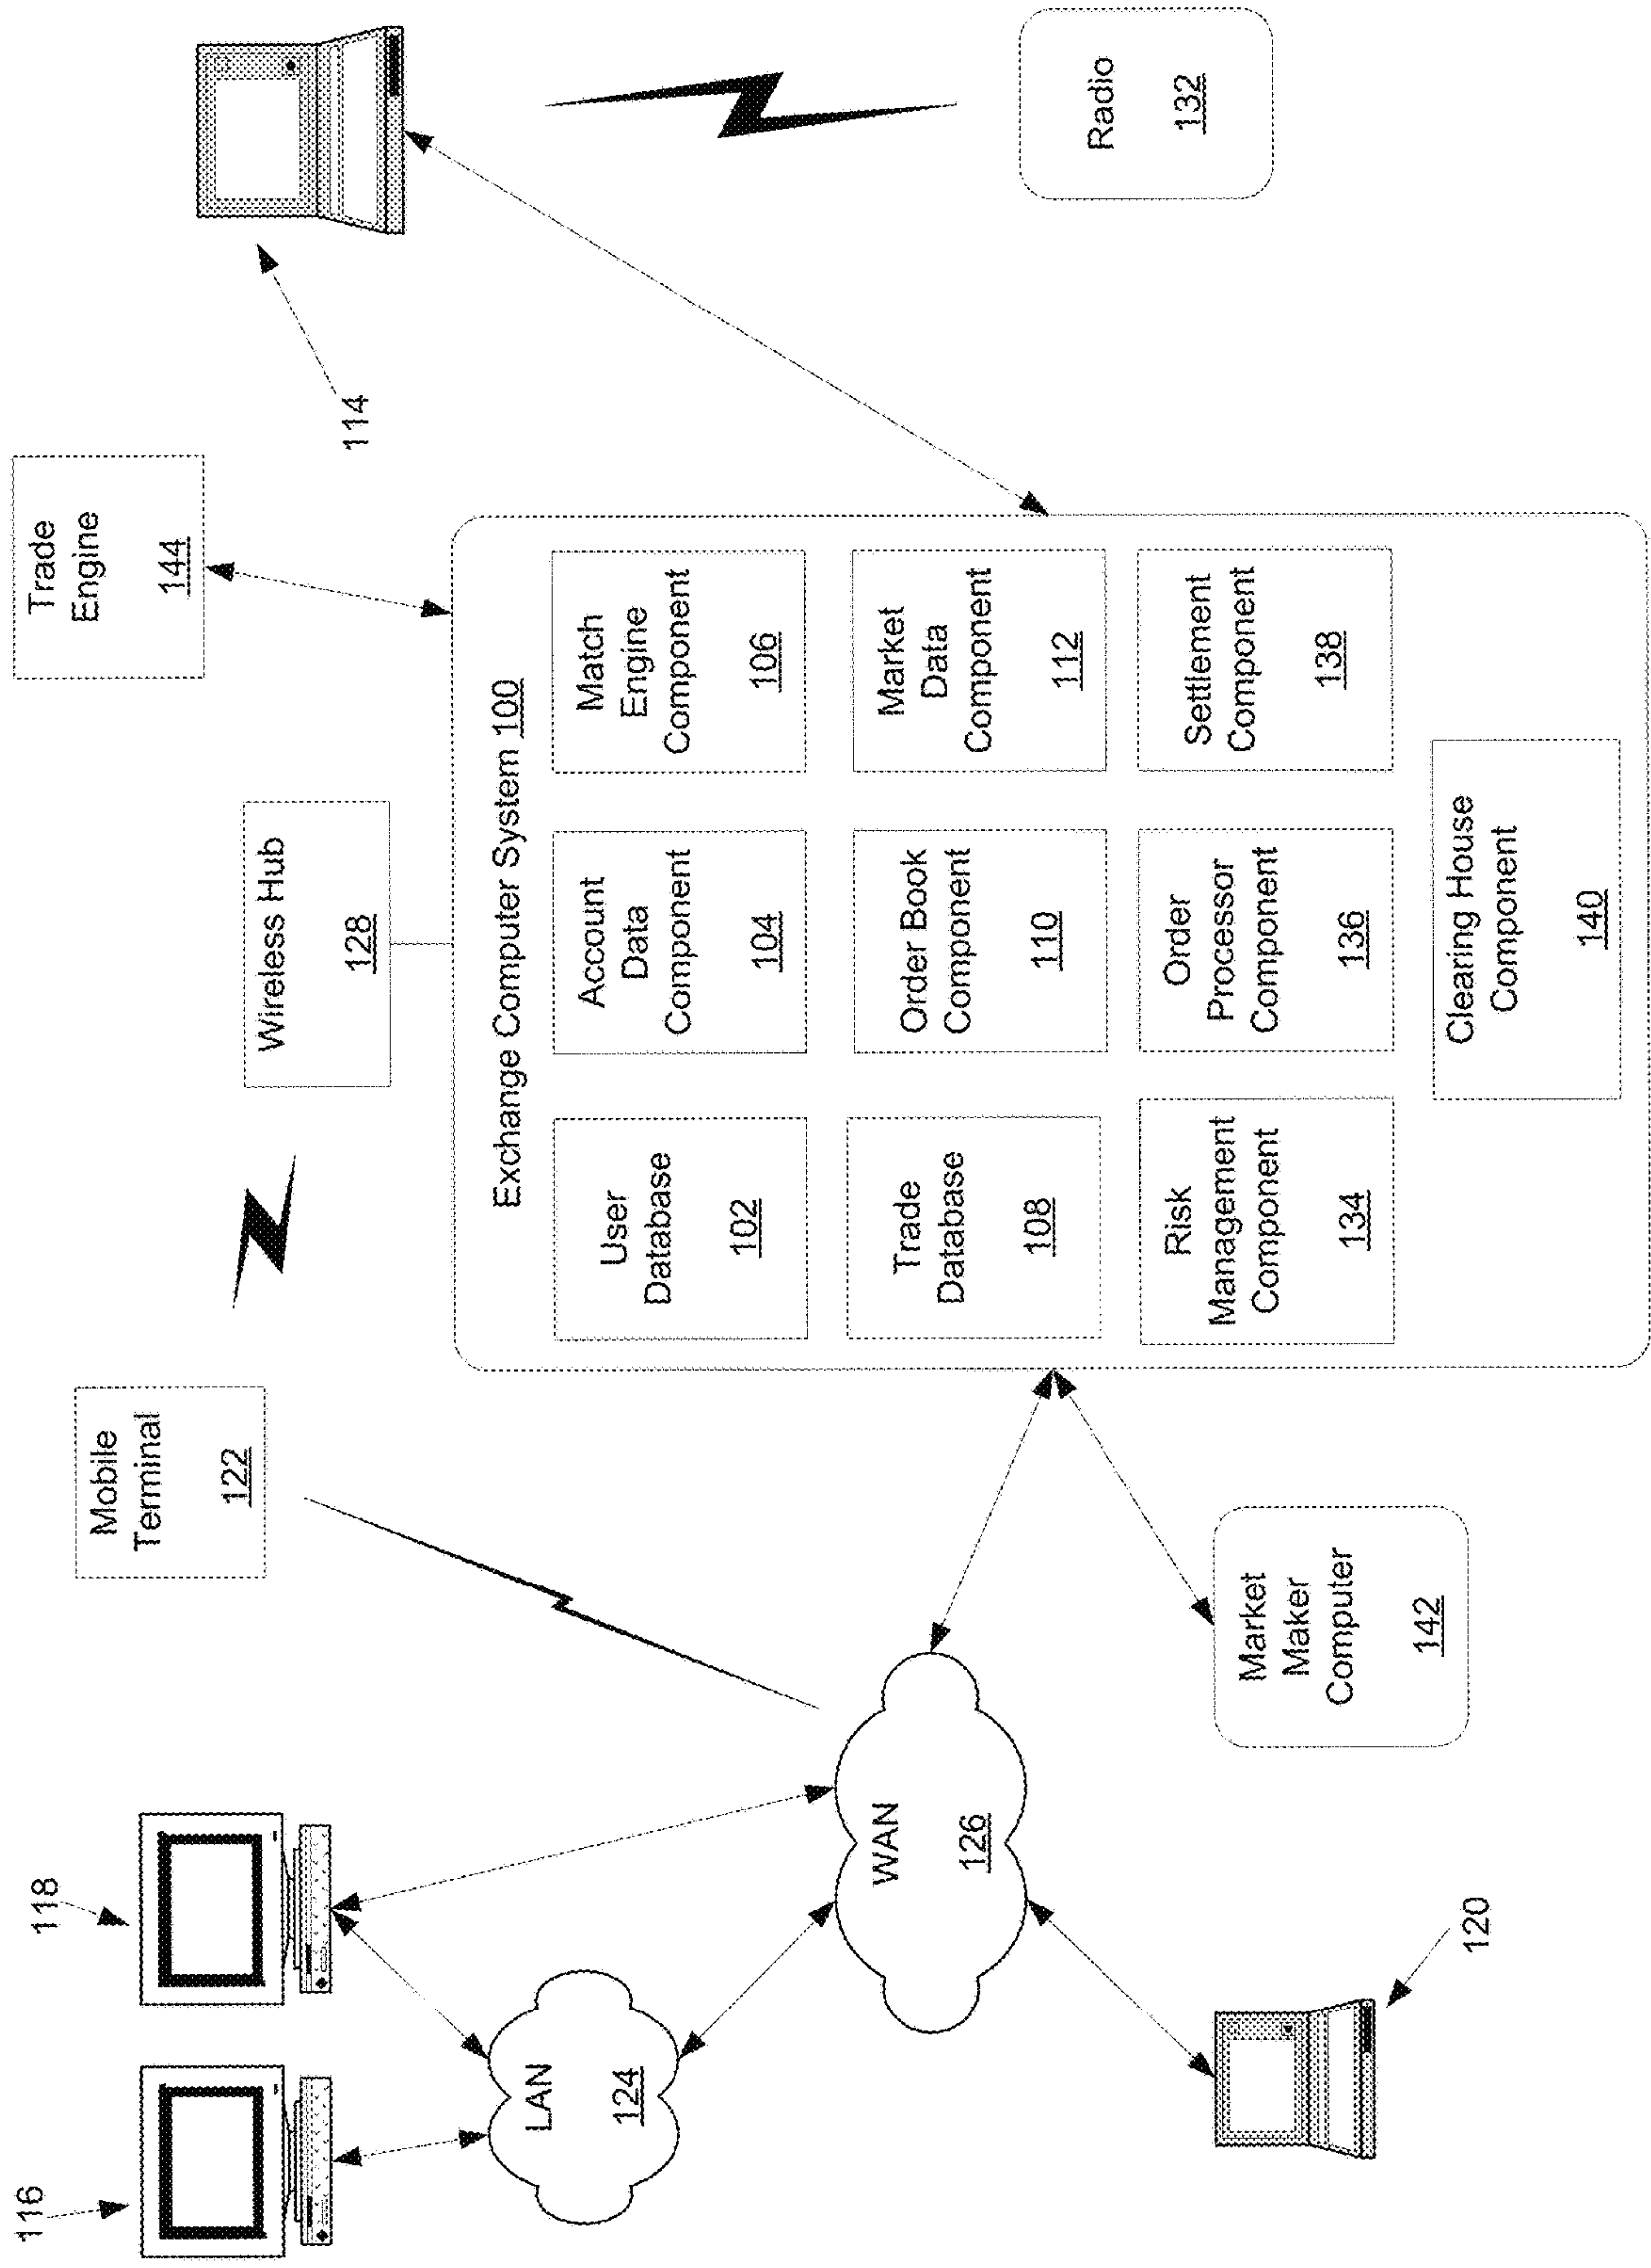 116
118
Mobile
Terminal
122
Wireless Hub
128
Trade
Engine
144
114
LAN
124
WAN
126
120
Market
Maker
Computer
142
Exchange Computer System 100
User
Database
102
Account
Data
Component
104
Match
Engine
Component
106
Trade
Database
108
Order Book
Component
110
Market
Data
Component
112
Risk
Management
Component
134
Order
Processor
Component
136
Settlement
Component
138
Clearing House
Component
140
Radio
132